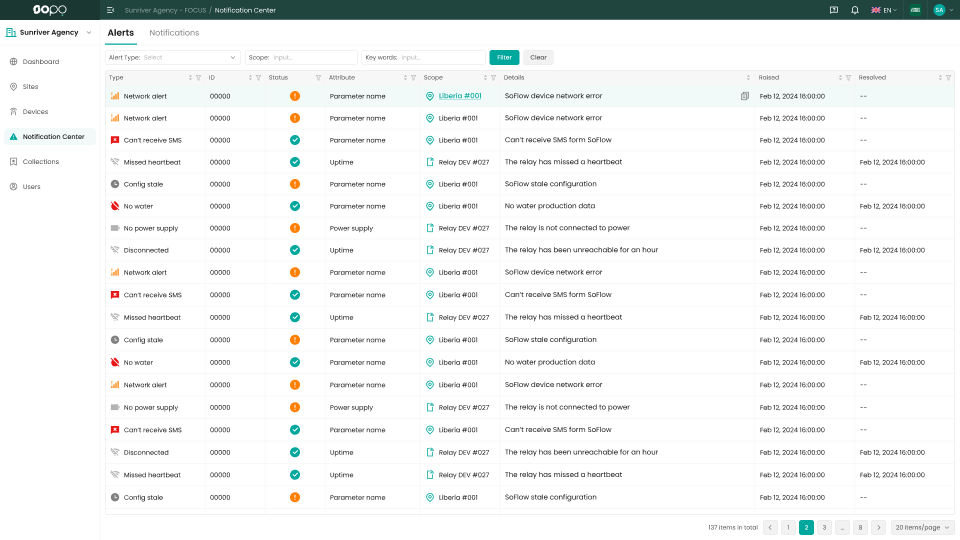 oopo
Sunriver Agency - FOCUS / Notification Center
EN
SA
Sunriver Agency
Dashboard
Sites
Devices
Notification Center
Collections
Users
Alerts
Notifications
Alert Type: Select
Scope: input...
Key words: input...
Filter
Clear
Type ID Status Attribute Scope Details Raised Resolved
Network alert 00000 Parameter name Liberia #001 SoFlow device network error Feb 12, 2024 16:00:00 --
Network alert 00000 Parameter name Liberia #001 SoFlow device network error Feb 12, 2024 16:00:00 --
Can't receive SMS 00000 Parameter name Liberia #001 Can't receive SMS form SoFlow Feb 12, 2024 16:00:00 --
Missed heartbeat 00000 Uptime Relay DEV #027 The relay has missed a heartbeat Feb 12, 2024 16:00:00 Feb 12, 2024 16:00:00
Config stale 00000 Parameter name Liberia #001 SoFlow stale configuration Feb 12, 2024 16:00:00 --
No water 00000 Parameter name Liberia #001 No water production data Feb 12, 2024 16:00:00 Feb 12, 2024 16:00:00
No power supply 00000 Power supply Relay DEV #027 The relay is not connected to power Feb 12, 2024 16:00:00 --
Disconnected 00000 Uptime Relay DEV #027 The relay has been unreachable for an hour Feb 12, 2024 16:00:00 Feb 12, 2024 16:00:00
Network alert 00000 Parameter name Liberia #001 SoFlow device network error Feb 12, 2024 16:00:00 --
Can't receive SMS 00000 Parameter name Liberia #001 Can't receive SMS form SoFlow Feb 12, 2024 16:00:00 --
Missed heartbeat 00000 Uptime Relay DEV #027 The relay has missed a heartbeat Feb 12, 2024 16:00:00 Feb 12, 2024 16:00:00
Config stale 00000 Parameter name Liberia #001 SoFlow stale configuration Feb 12, 2024 16:00:00 --
No water 00000 Parameter name Liberia #001 No water production data Feb 12, 2024 16:00:00 Feb 12, 2024 16:00:00
Network alert 00000 Parameter name Liberia #001 SoFlow device network error Feb 12, 2024 16:00:00 --
No power supply 00000 Power supply Relay DEV #027 The relay is not connected to power Feb 12, 2024 16:00:00 --
Can't receive SMS 00000 Parameter name Liberia #001 Can't receive SMS form SoFlow Feb 12, 2024 16:00:00 --
Disconnected 00000 Uptime Relay DEV #027 The relay has been unreachable for an hour Feb 12, 2024 16:00:00 Feb 12, 2024 16:00:00
Missed heartbeat 00000 Uptime Relay DEV #027 The relay has missed a heartbeat Feb 12, 2024 16:00:00 Feb 12, 2024 16:00:00
Config stale 00000 Parameter name Liberia #001 SoFlow stale configuration Feb 12, 2024 16:00:00 --
137 items in total 1 2 3 ... 8 20 items/page